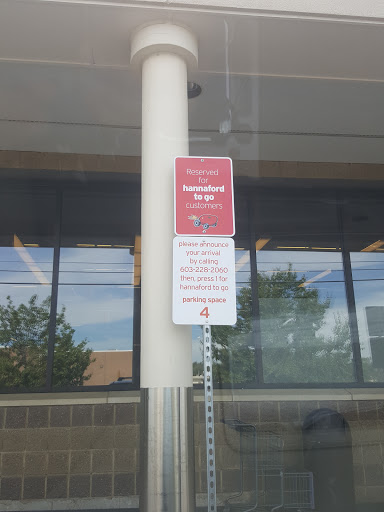 Reserved
for
hannaford
to go
customers
please announce
your arrival
by calling
603-228-2060
then, press 1 for
hannaford to go
parking space
4